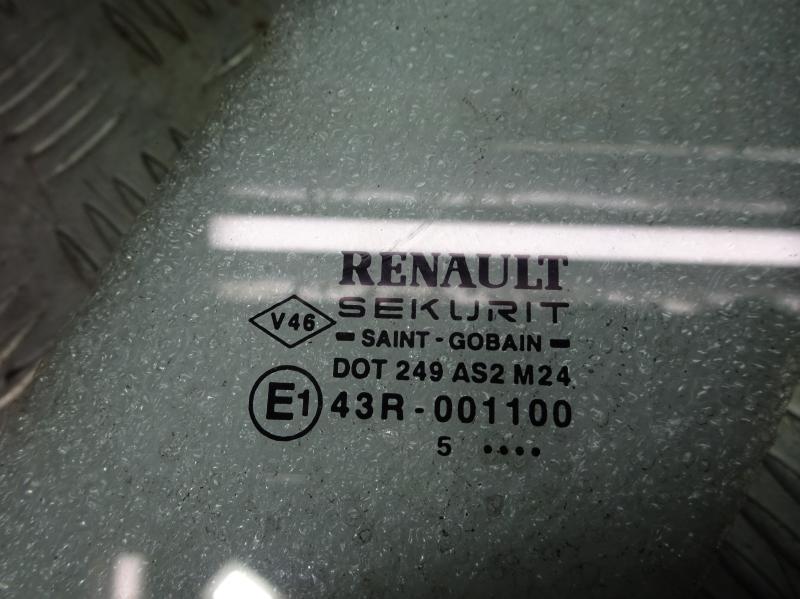 RENAULT
SEKURIT
V46
- SAINT - GOBAIN -
DOT 249 AS2 M24
E1 43R - 001100
5 ....